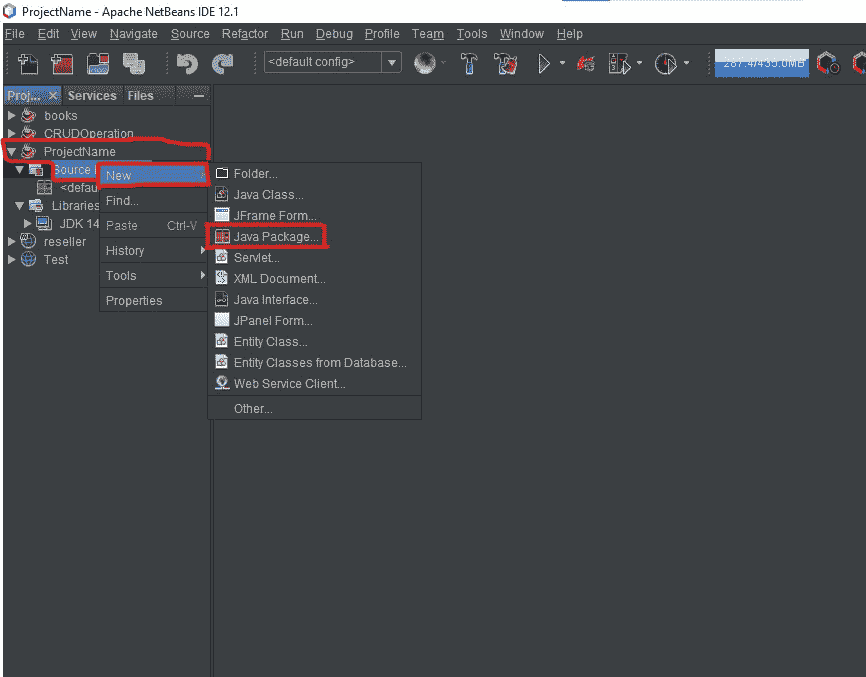 ProjectName - Apache NetBeans IDE 12.1
File Edit View Navigate Source Refactor Run Debug Profile Team Tools Window Help
<default config>
287.4/439.0MB
Proj... Services Files
books
CRUDOperation
ProjectName
Source
<defau
Libraries
JDK 14
reseller
Test
New
Find...
Paste Ctrl-V
History
Tools
Properties
Folder...
Java Class...
JFrame Form...
Java Package...
Servlet...
XML Document...
Java Interface...
JPanel Form...
Entity Class...
Entity Classes from Database...
Web Service Client...
Other...